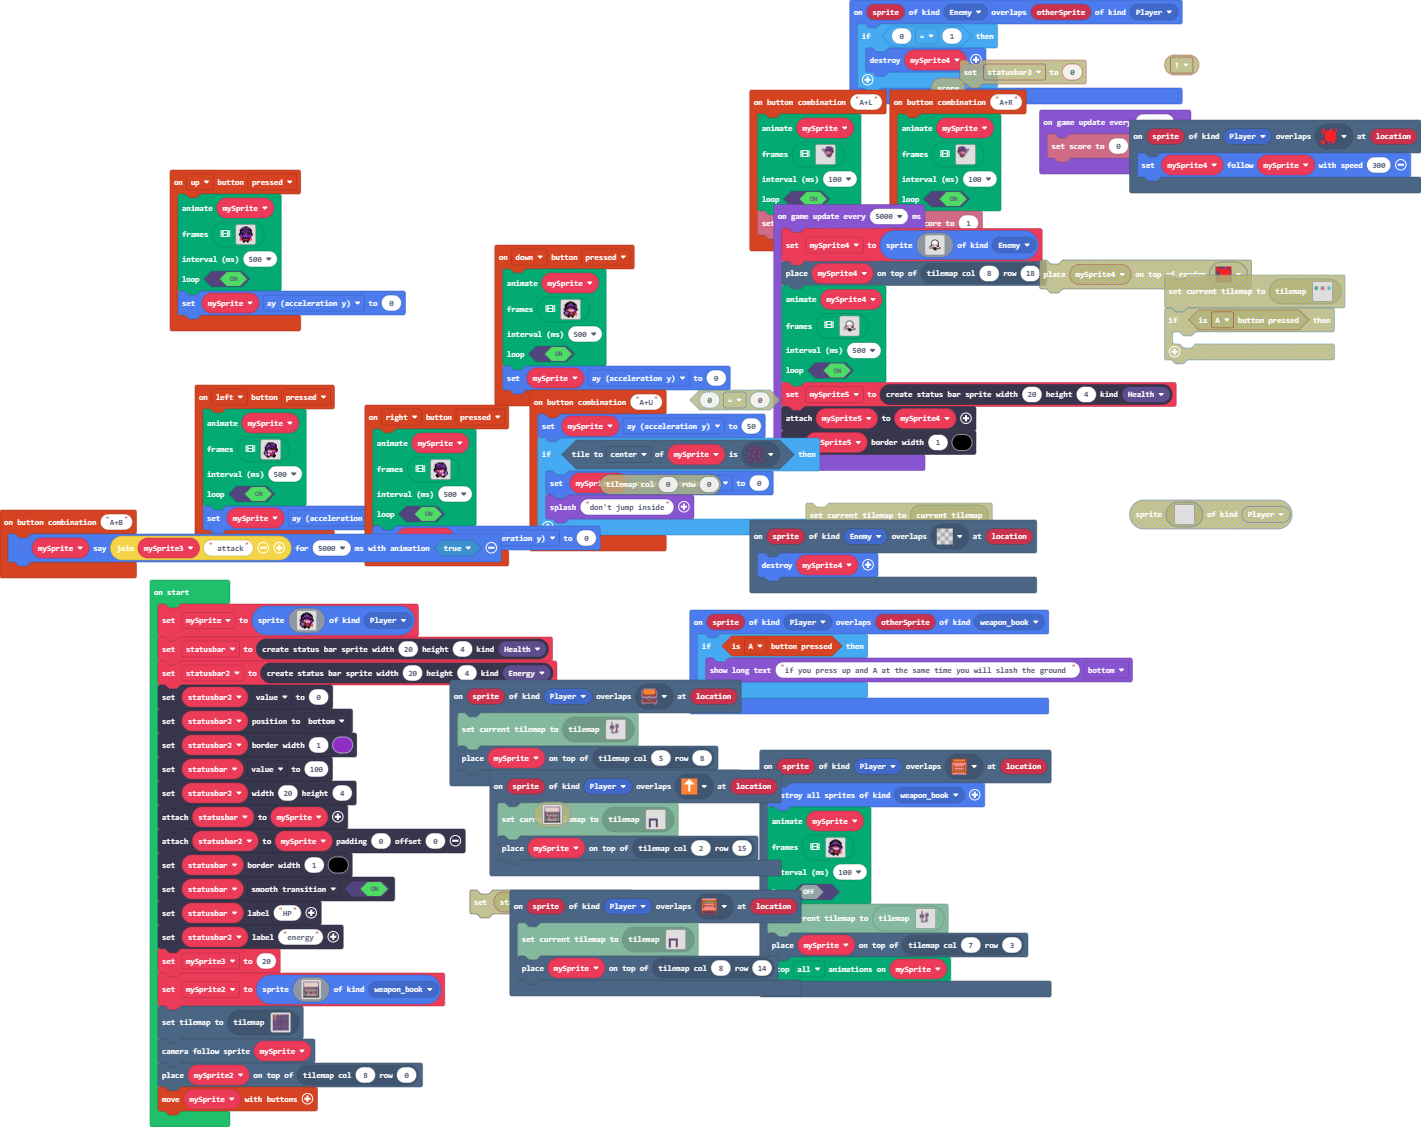 on sprite of kind Enemy overlaps otherSprite of kind Player
if 0 = 1 then
destroy mySprite4
set statusbar3 to 0
↑
score
on button combination "A+L"
animate mySprite
frames
interval (ms) 100
loop ON
set
on button combination "A+R"
animate mySprite
frames
interval (ms) 100
loop ON
core to 1
on game update every
set score to 0
on sprite of kind Player overlaps at location
set mySprite4 follow mySprite with speed 300
on up button pressed
animate mySprite
frames
interval (ms) 500
loop ON
set mySprite ay (acceleration y) to 0
on down button pressed
animate mySprite
frames
interval (ms) 500
loop ON
set mySprite ay (acceleration y) to 0
on game update every 5000 ms
set mySprite4 to sprite of kind Enemy
place mySprite4 on top of tilemap col 8 row 18
animate mySprite4
frames
interval (ms) 500
loop ON
set mySprite5 to create status bar sprite width 20 height 4 kind Health
attach mySprite5 to mySprite4
Sprite5 border width 1
place mySprite4 on top of random
set current tilemap to tilemap
if is A button pressed then
on left button pressed
animate mySprite
frames
interval (ms) 500
loop ON
set mySprite ay (acceleration
on right button pressed
animate mySprite
frames
interval (ms) 500
loop ON
eration y) to 0
on button combination "A+U"
0 = 0
set mySprite ay (acceleration y) to 50
if tile to center of mySprite is then
set mySpri to 0
tilemap col 0 row 0
splash "don't jump inside"
set current tilemap to current tilemap
sprite of kind Player
on button combination "A+B"
mySprite say join mySprite3 " attack" for 5000 ms with animation true
on sprite of kind Enemy overlaps at location
destroy mySprite4
on start
set mySprite to sprite of kind Player
set statusbar to create status bar sprite width 20 height 4 kind Health
set statusbar2 to create status bar sprite width 20 height 4 kind Energy
set statusbar2 value to 0
set statusbar2 position to bottom
set statusbar2 border width 1
set statusbar value to 100
set statusbar2 width 20 height 4
attach statusbar to mySprite
attach statusbar2 to mySprite padding 0 offset 0
set statusbar border width 1
set statusbar smooth transition ON
set statusbar label "HP"
set statusbar2 label "energy"
set mySprite3 to 20
set mySprite2 to sprite of kind weapon_book
set tilemap to tilemap
camera follow sprite mySprite
place mySprite2 on top of tilemap col 8 row 0
move mySprite with buttons
on sprite of kind Player overlaps otherSprite of kind weapon_book
if is A button pressed then
show long text "if you press up and A at the same time you will slash the ground " bottom
on sprite of kind Player overlaps at location
set current tilemap to tilemap
place mySprite on top of tilemap col 5 row 8
on sprite of kind Player overlaps at location
set curr map to tilemap
place mySprite on top of tilemap col 2 row 15
on sprite of kind Player overlaps at location
stroy all sprites of kind weapon_book
animate mySprite
frames
terval (ms) 100
OFF
rent tilemap to tilemap
place mySprite on top of tilemap col 7 row 3
top all animations on mySprite
set st
on sprite of kind Player overlaps at location
set current tilemap to tilemap
place mySprite on top of tilemap col 8 row 14